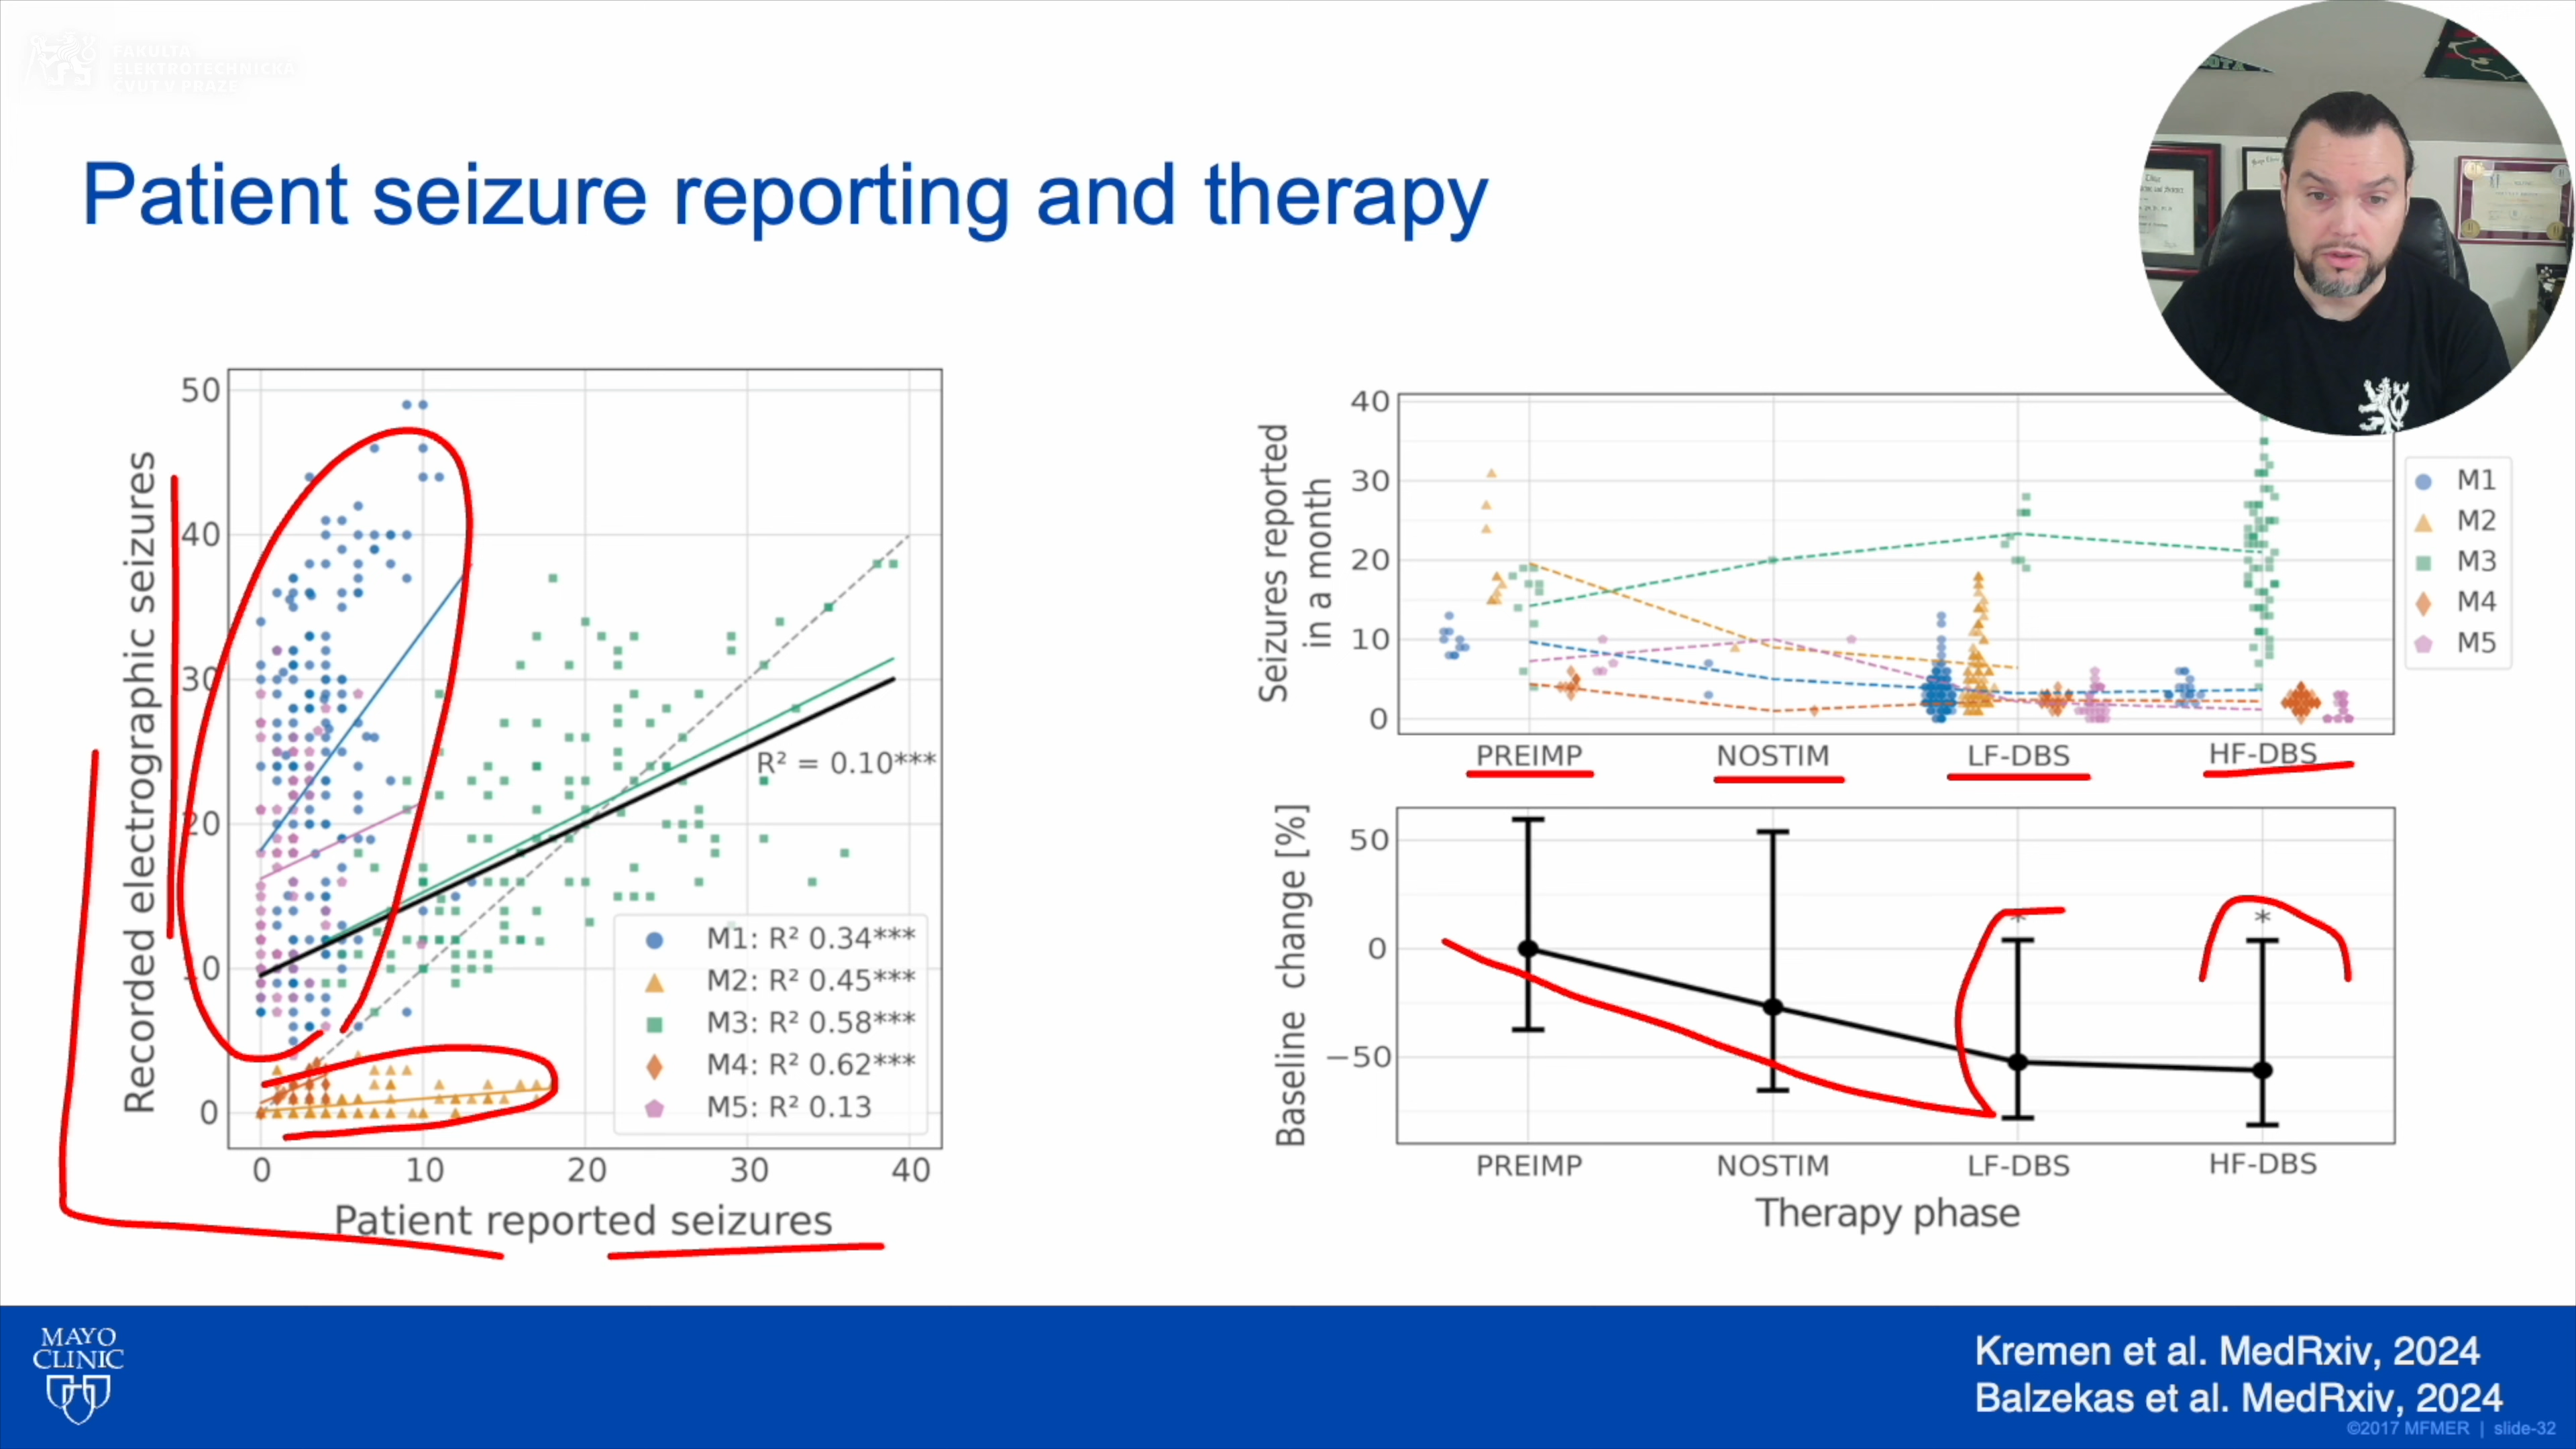 FAKULTA
ELEKTROTECHNICKÁ
ČVUT V PRAZE
Patient seizure reporting and therapy
Recorded electrographic seizures
50
40
30
20
10
0
R² = 0.10***
M1: R² 0.34***
M2: R² 0.45***
M3: R² 0.58***
M4: R² 0.62***
M5: R² 0.13
0 10 20 30 40
Patient reported seizures
Seizures reported
in a month
40
30
20
10
0
PREIMP NOSTIM LF-DBS HF-DBS
M1
M2
M3
M4
M5
Baseline change [%]
50
0
−50
*
*
PREIMP NOSTIM LF-DBS HF-DBS
Therapy phase
MAYO
CLINIC
Kremen et al. MedRxiv, 2024
Balzekas et al. MedRxiv, 2024
©2017 MFMER | slide-32